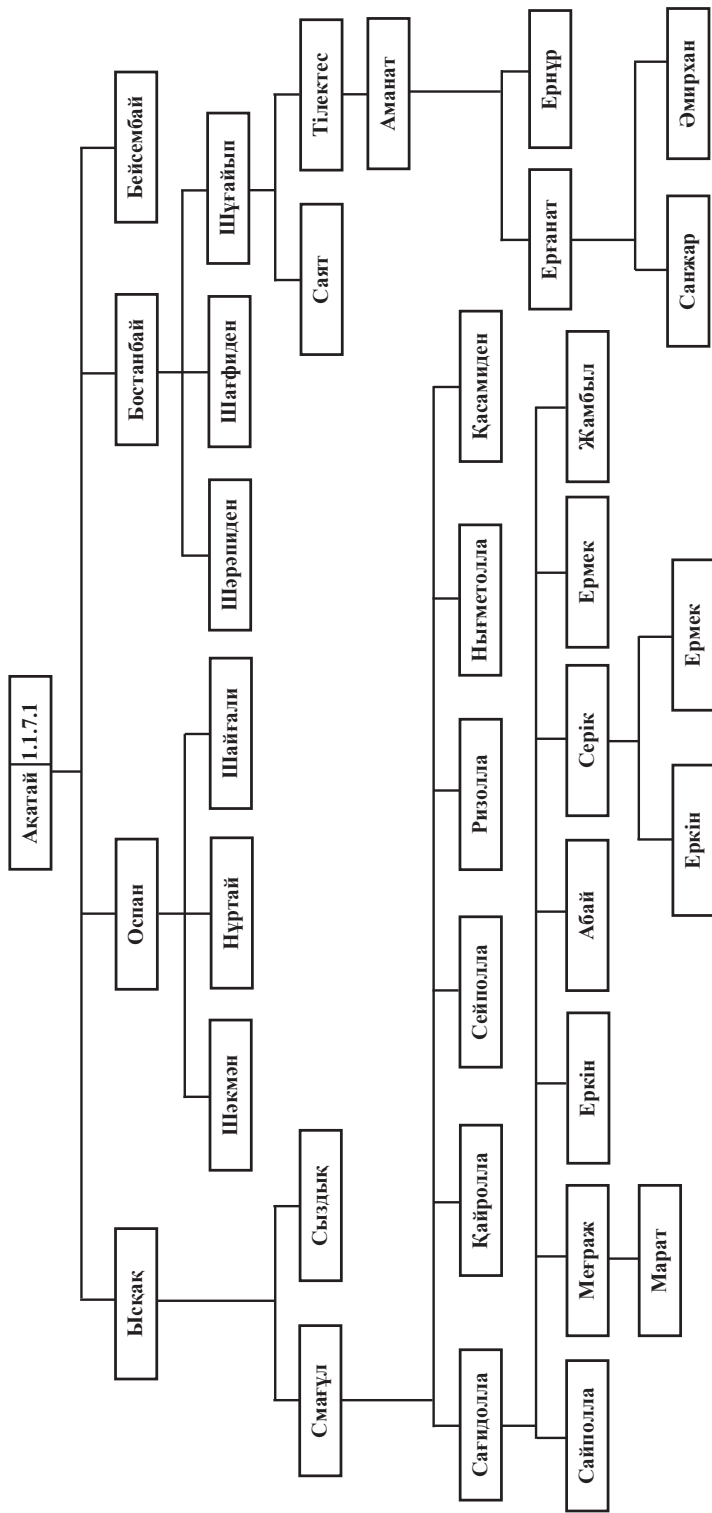 Ақатай 1.1.7.1
Ысқақ Оспан Бостанбай Бейсембай
Шәкмән Нұртай Шайғали Шәрәпиден Шағфиден Шұғайып
Смағұл Сыздық Саят Тілектес
Аманат
Сағидолла Қайролла Сейполла Ризолла Нығметолла Қасамиден Ерғанат Ернұр
Сайполла Меғраж Еркін Абай Серік Ермек Жамбыл
Марат Еркін Ермек Санжар Әмирхан